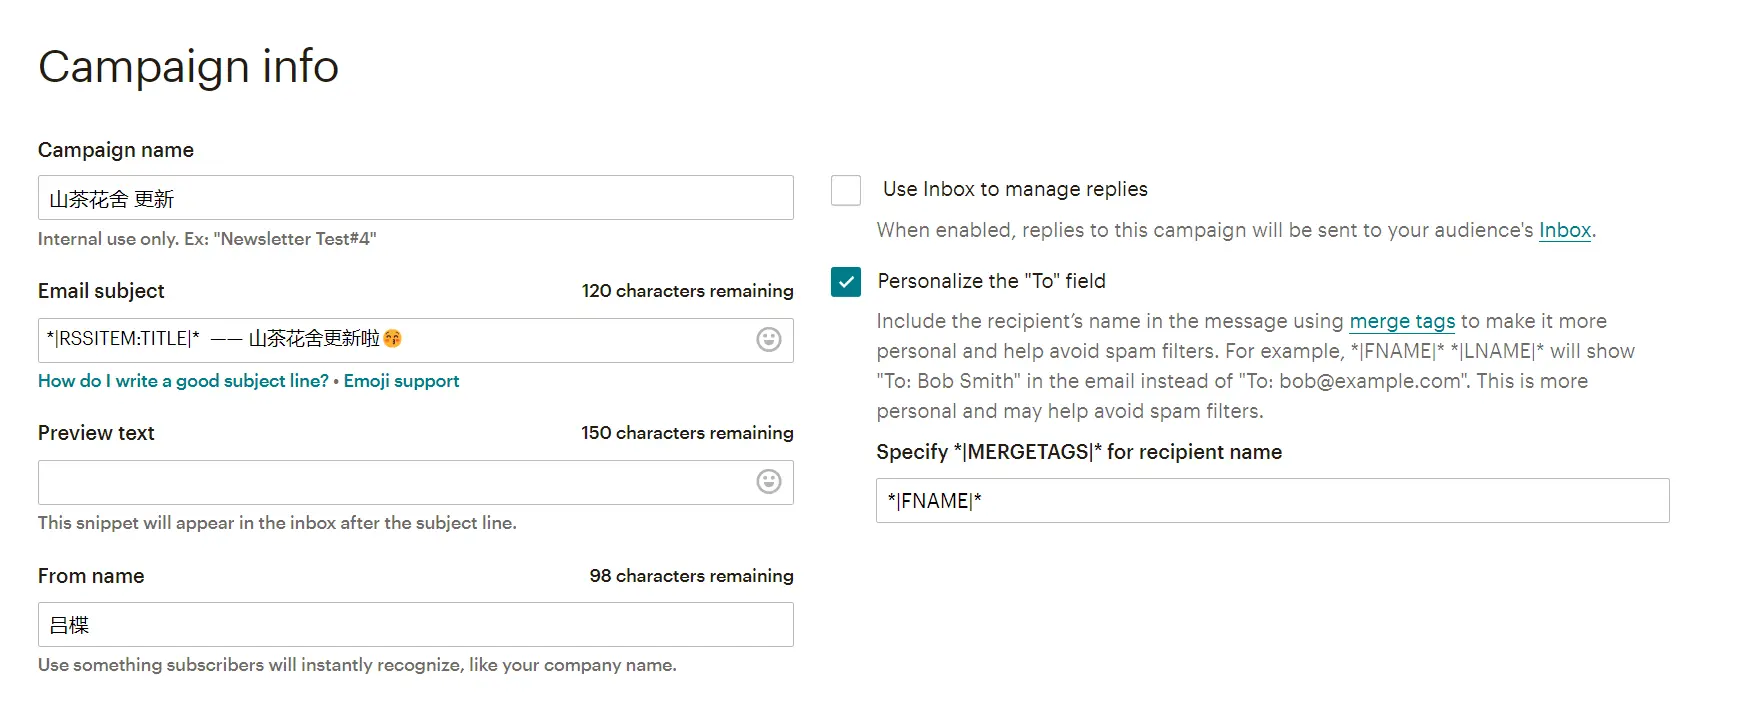 Campaign info
Campaign name
山茶花舍 更新
Internal use only. Ex: "Newsletter Test#4"
Email subject
120 characters remaining
*|RSSITEM:TITLE|* —— 山茶花舍更新啦😚
How do I write a good subject line? • Emoji support
Preview text
150 characters remaining
This snippet will appear in the inbox after the subject line.
From name
98 characters remaining
吕楪
Use something subscribers will instantly recognize, like your company name.
Use Inbox to manage replies
When enabled, replies to this campaign will be sent to your audience's Inbox.
Personalize the "To" field
Include the recipient’s name in the message using merge tags to make it more
personal and help avoid spam filters. For example, *|FNAME|* *|LNAME|* will show
"To: Bob Smith" in the email instead of "To: bob@example.com". This is more
personal and may help avoid spam filters.
Specify *|MERGETAGS|* for recipient name
*|FNAME|*